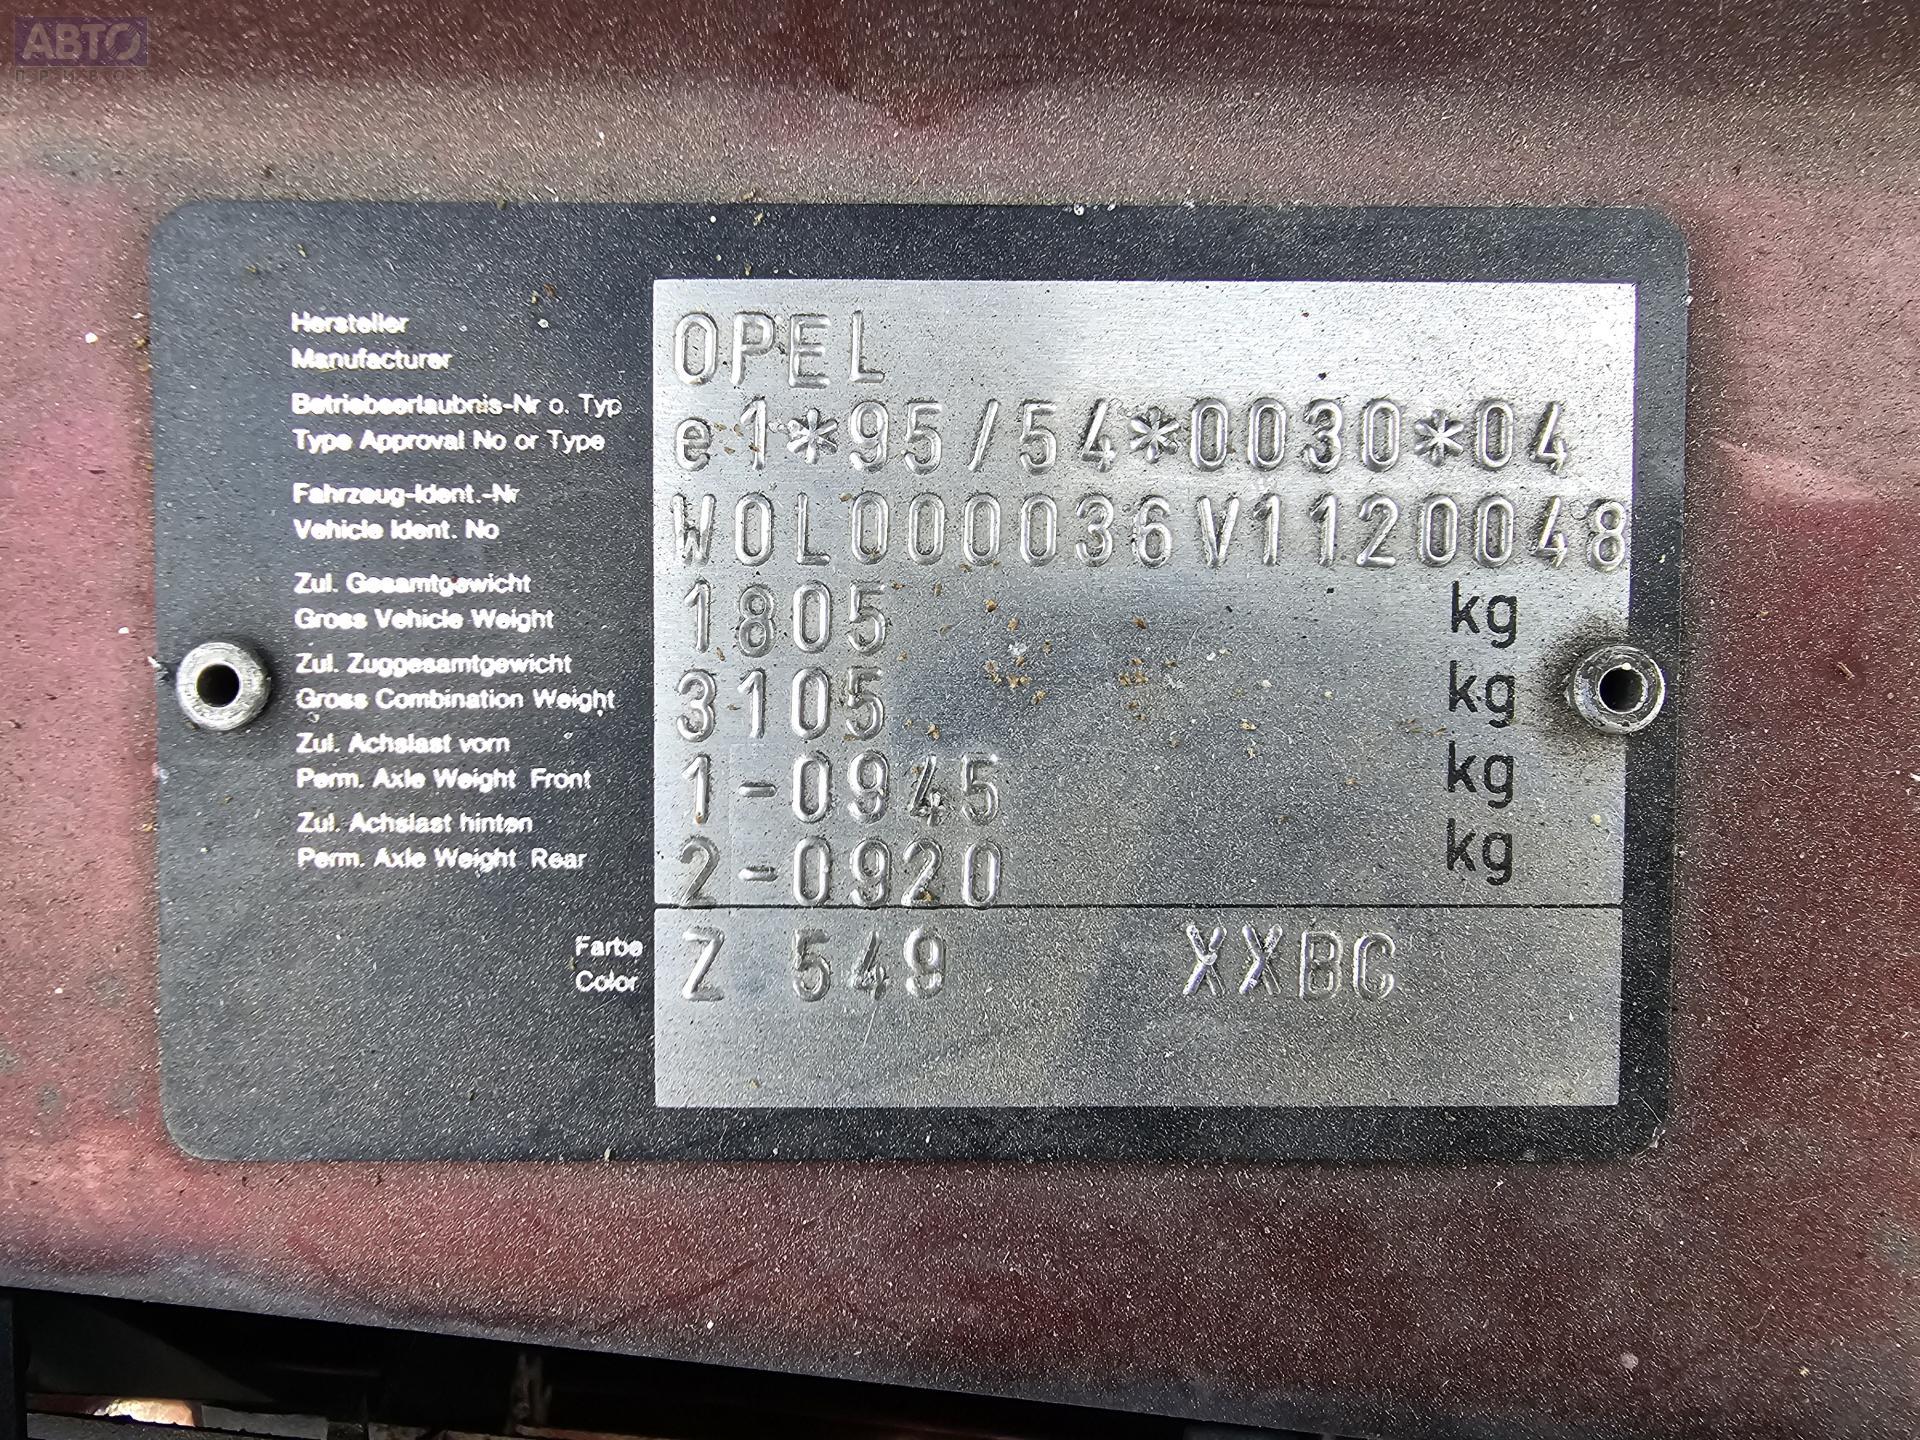 АВТО
ПРИВОТ
Hersteller
Manufacturer
OPEL
Betriebserlaubnis-Nr o. Typ
Type Approval No or Type
e1*95/54*0030*04
Fahrzeug-Ident.-Nr
Vehicle Ident. No
W0L000036V1120048
Zul. Gesamtgewicht
Gross Vehicle Weight
1805 kg
Zul. Zuggesamtgewicht
Gross Combination Weight
3105 kg
Zul. Achslast vorn
Perm. Axle Weight Front
1-0945 kg
Zul. Achslast hinten
Perm. Axle Weight Rear
2-0920 kg
Farbe
Color
Z 549 XXBC